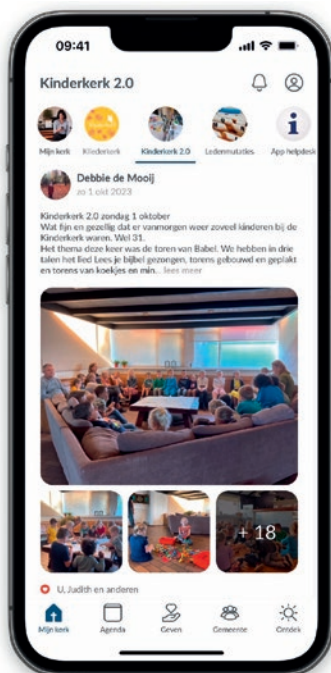 09:41
Kinderkerk 2.0
Mijn kerk Kliederkerk Kinderkerk 2.0 Ledenmutaties App helpdesk
Debbie de Mooij
zo 1 okt 2023
Kinderkerk 2.0 zondag 1 oktober
Wat fijn en gezellig dat er vanmorgen weer zoveel kinderen bij de
Kinderkerk waren. Wel 31.
Het thema deze keer was de toren van Babel. We hebben in drie
talen het lied Lees je bijbel gezongen, torens gebouwd en geplakt
en torens van koekjes en min... lees meer
+ 18
U, Judith en anderen
Mijn kerk Agenda Geven Gemeente Ontdek